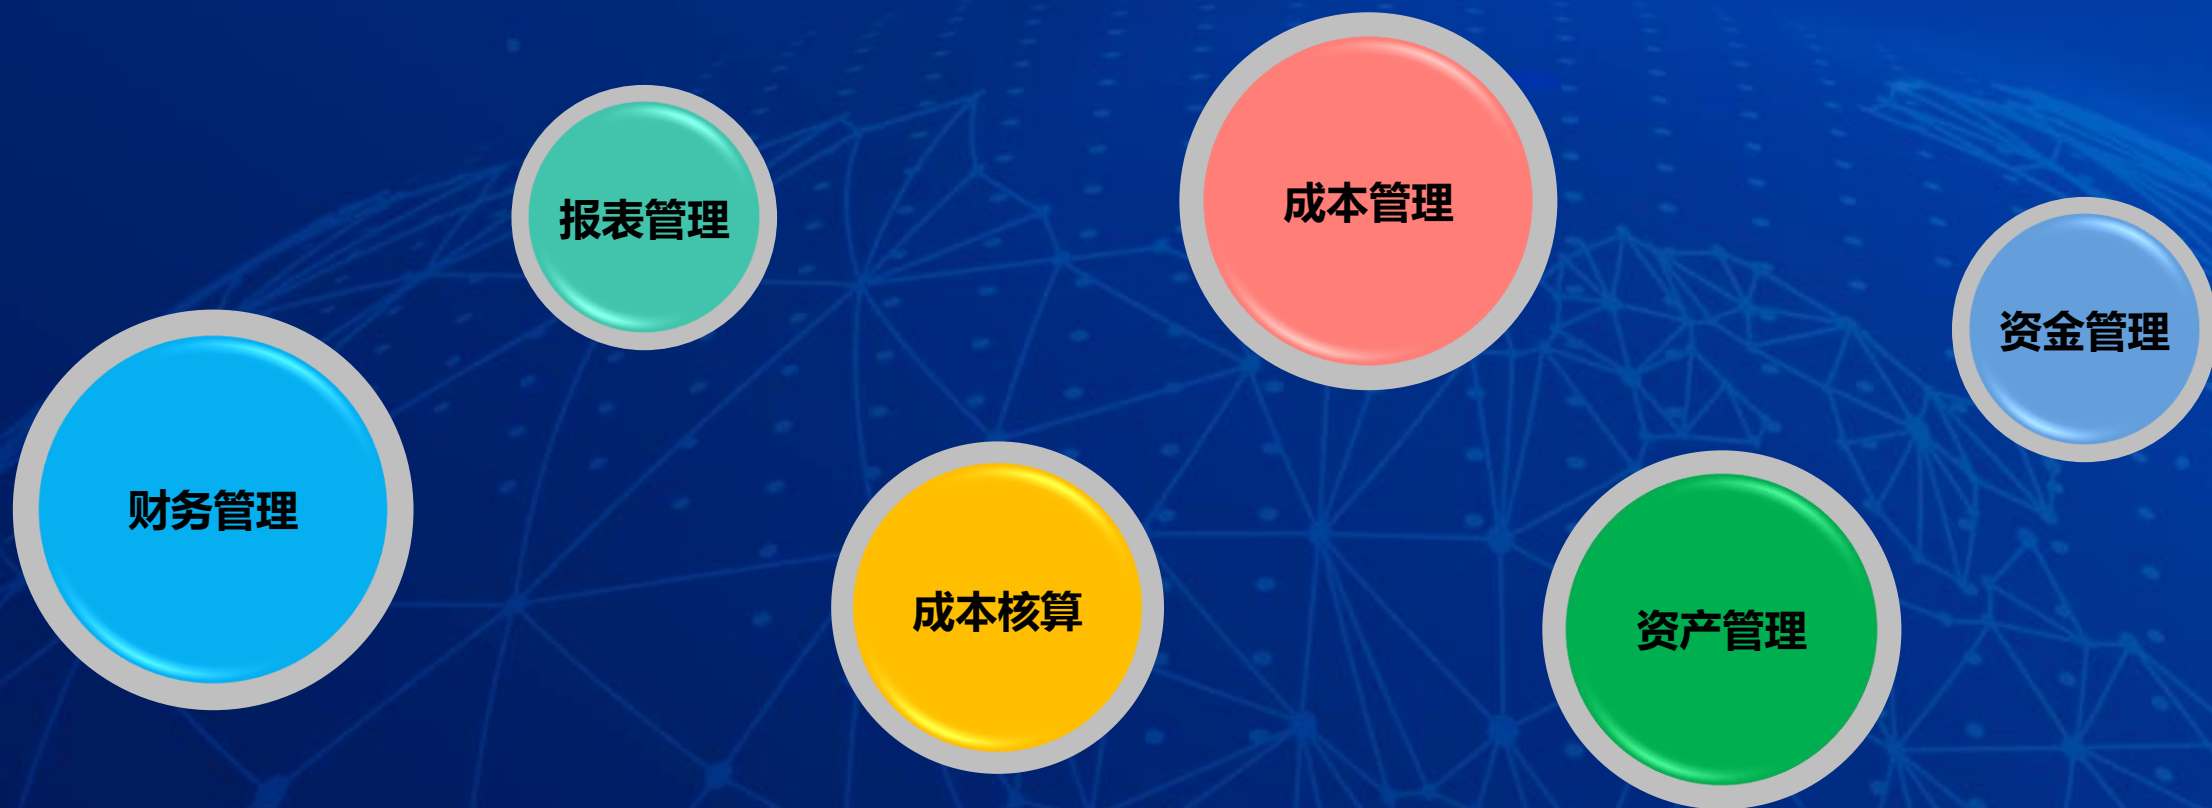 报表管理
成本管理
资金管理
财务管理
成本核算
资产管理